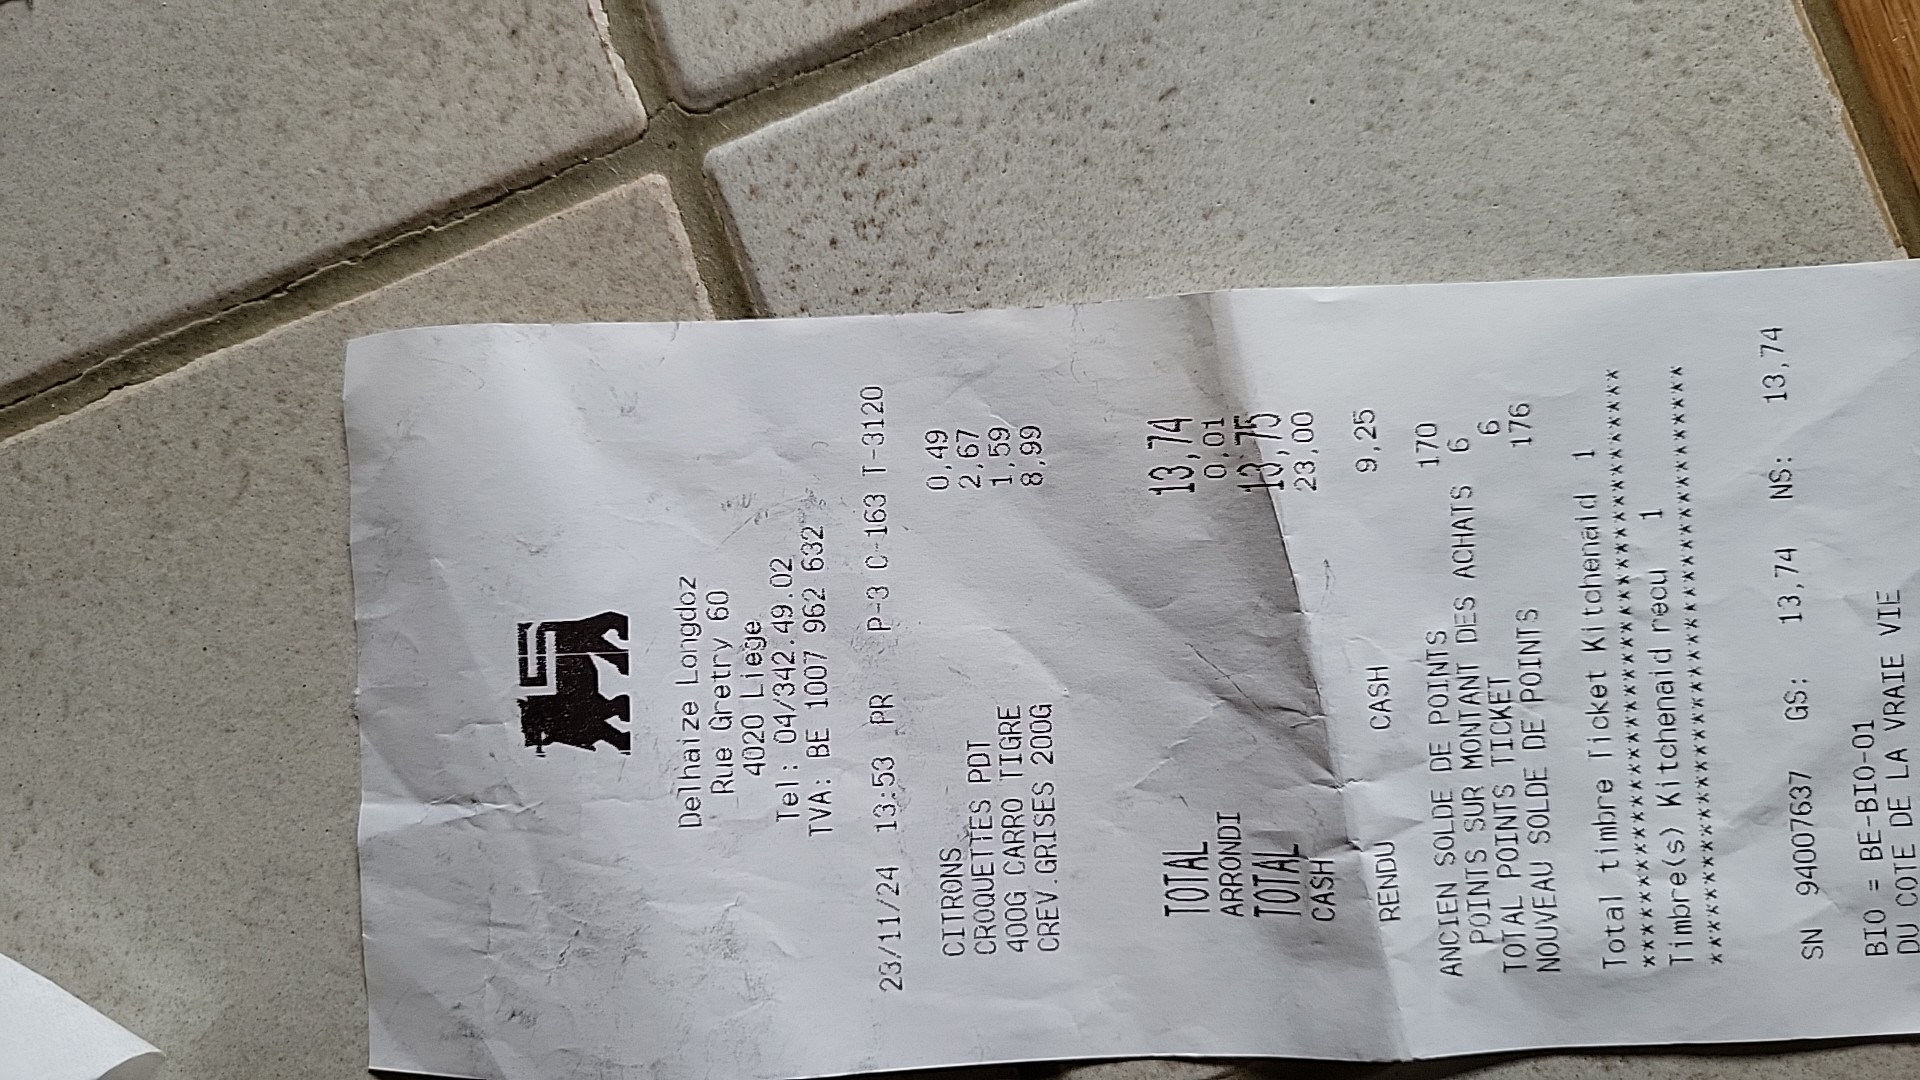 Delhaize Longdoz
Rue Gretry 60
4020 Liege
Tel: 04/342.49.02
TVA: BE 1007 962 632
23/11/24 13:53 PR P-3 C-163 T-3120
CITRONS 0,49
CROQUETTES PDT 2,67
400G CARRO TIGRE 1,59
CREV.GRISES 200G 8,99
TOTAL 13,74
ARRONDI 0,01
TOTAL 13,75
CASH 23,00
RENDU CASH 9,25
ANCIEN SOLDE DE POINTS 170
POINTS SUR MONTANT DES ACHATS 6
TOTAL POINTS TICKET 6
NOUVEAU SOLDE DE POINTS 176
Total timbre Ticket Kitchenaid 1
****************************************
Timbre(s) Kitchenaid recu 1
****************************************
SN 94007637 GS: 13,74 NS: 13,74
BIO = BE-BIO-01
DU COTE DE LA VRAIE VIE